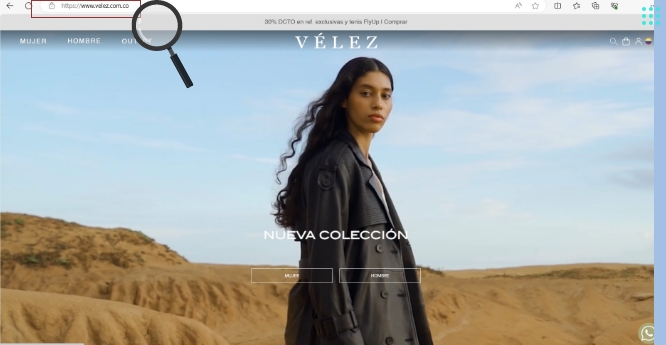 https://www.velez.com.co
30% DCTO en ref exclusivas y tenis FlyUp I Comprar
MUJER HOMBRE
VÉLEZ
NUEVA COLECCIÓN
MUJER HOMBRE